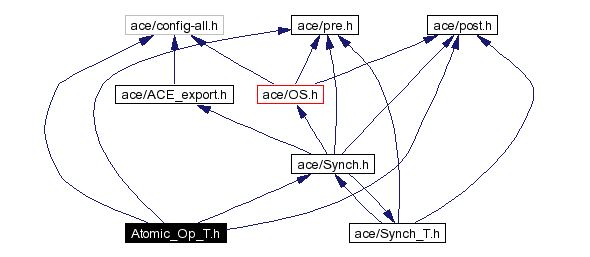 ace/config-all.h
ace/pre.h
ace/post.h
ace/ACE_export.h
ace/OS.h
ace/Synch.h
Atomic_Op_T.h
ace/Synch_T.h